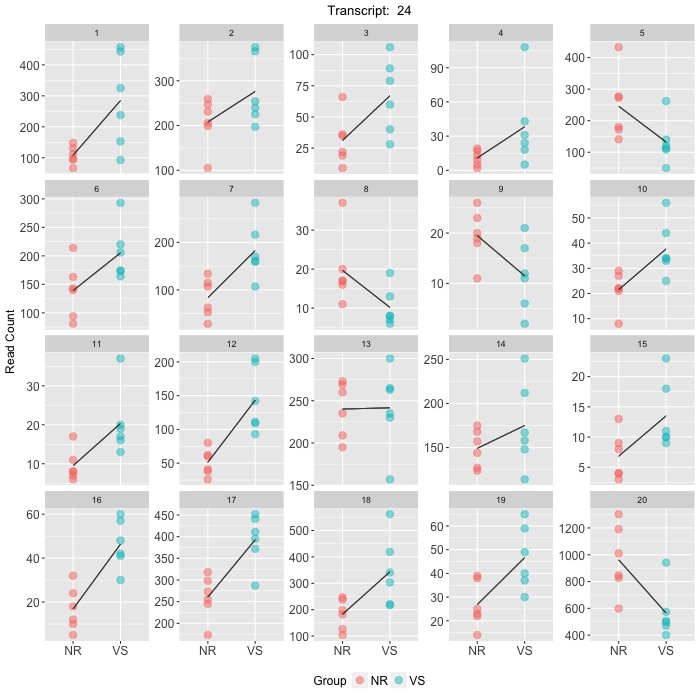 Transcript: 24
1 2 3 4 5
400 300 200 100
300 200 100
100 75 50 25
90 60 30 0
400 300 200 100
6 7 8 9 10
300 250 200 150 100
200 100
30 20 10
20 10
50 40 30 20 10
Read Count
11 12 13 14 15
30 20 10
200 150 100 50
300 250 200 150
250 200 150
20 15 10 5
16 17 18 19 20
60 40 20
450 400 350 300 250 200
500 400 300 200 100
60 50 40 30 20
1200 1000 800 600 400
NR VS NR VS NR VS NR VS NR VS
Group NR VS